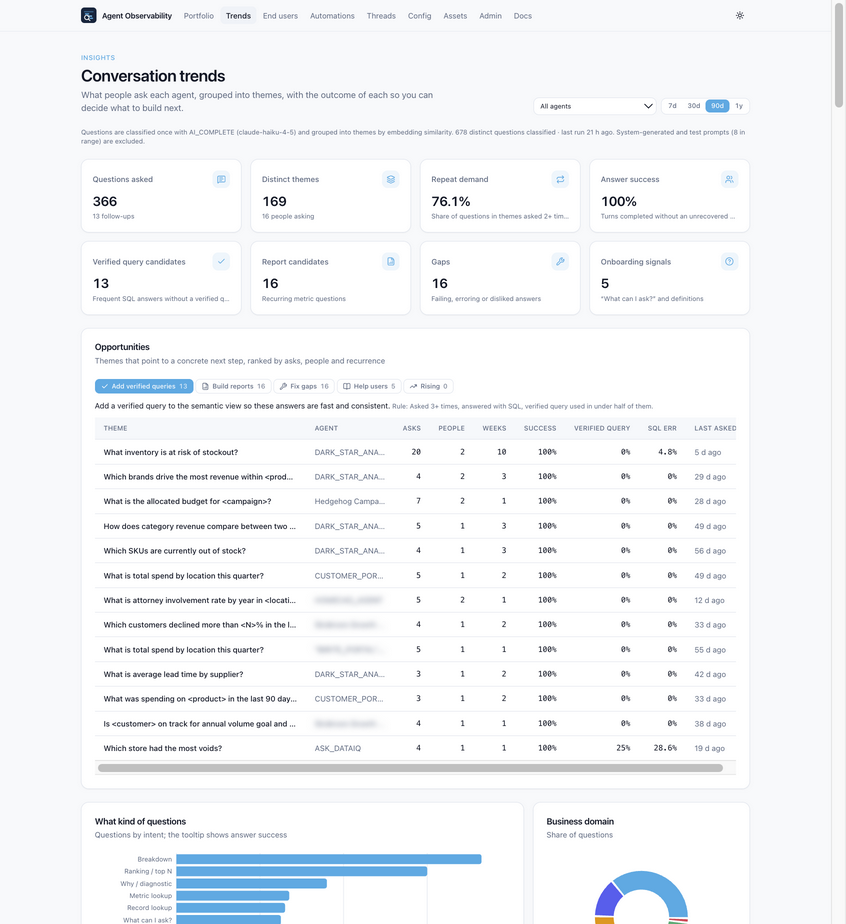 Agent Observability Portfolio Trends End users Automations Threads Config Assets Admin Docs
INSIGHTS
Conversation trends
What people ask each agent, grouped into themes, with the outcome of each so you can
decide what to build next.
All agents 7d 30d 90d 1y
Questions are classified once with AI_COMPLETE (claude-haiku-4-5) and grouped into themes by embedding similarity. 678 distinct questions classified · last run 21 h ago. System-generated and test prompts (8 in
range) are excluded.
Questions asked
366
13 follow-ups
Distinct themes
169
16 people asking
Repeat demand
76.1%
Share of questions in themes asked 2+ tim...
Answer success
100%
Turns completed without an unrecovered ...
Verified query candidates
13
Frequent SQL answers without a verified q...
Report candidates
16
Recurring metric questions
Gaps
16
Failing, erroring or disliked answers
Onboarding signals
5
"What can I ask?" and definitions
Opportunities
Themes that point to a concrete next step, ranked by asks, people and recurrence
Add verified queries 13 Build reports 16 Fix gaps 16 Help users 5 Rising 0
Add a verified query to the semantic view so these answers are fast and consistent. Rule: Asked 3+ times, answered with SQL, verified query used in under half of them.
THEME AGENT ASKS PEOPLE WEEKS SUCCESS VERIFIED QUERY SQL ERR LAST ASKED
What inventory is at risk of stockout? DARK_STAR_ANA... 20 2 10 100% 0% 4.8% 5 d ago
Which brands drive the most revenue within <prod... DARK_STAR_ANA... 4 2 3 100% 0% 0% 29 d ago
What is the allocated budget for <campaign>? Hedgehog Campa... 7 2 1 100% 0% 0% 28 d ago
How does category revenue compare between two ... DARK_STAR_ANA... 5 1 3 100% 0% 0% 49 d ago
Which SKUs are currently out of stock? DARK_STAR_ANA... 4 1 3 100% 0% 0% 56 d ago
What is total spend by location this quarter? CUSTOMER_POR... 5 1 2 100% 0% 0% 49 d ago
What is attorney involvement rate by year in <locati... 5 2 1 100% 0% 0% 12 d ago
Which customers declined more than <N>% in the l... 4 1 2 100% 0% 0% 33 d ago
What is total spend by location this quarter? 5 1 1 100% 0% 0% 55 d ago
What is average lead time by supplier? DARK_STAR_ANA... 3 1 2 100% 0% 0% 42 d ago
What was spending on <product> in the last 90 day... CUSTOMER_POR... 3 1 2 100% 0% 0% 33 d ago
Is <customer> on track for annual volume goal and ... 4 1 1 100% 0% 0% 38 d ago
Which store had the most voids? ASK_DATAIQ 4 1 1 100% 25% 28.6% 19 d ago
What kind of questions
Questions by intent; the tooltip shows answer success
Breakdown
Ranking / top N
Why / diagnostic
Metric lookup
Record lookup
What can I ask?
Business domain
Share of questions